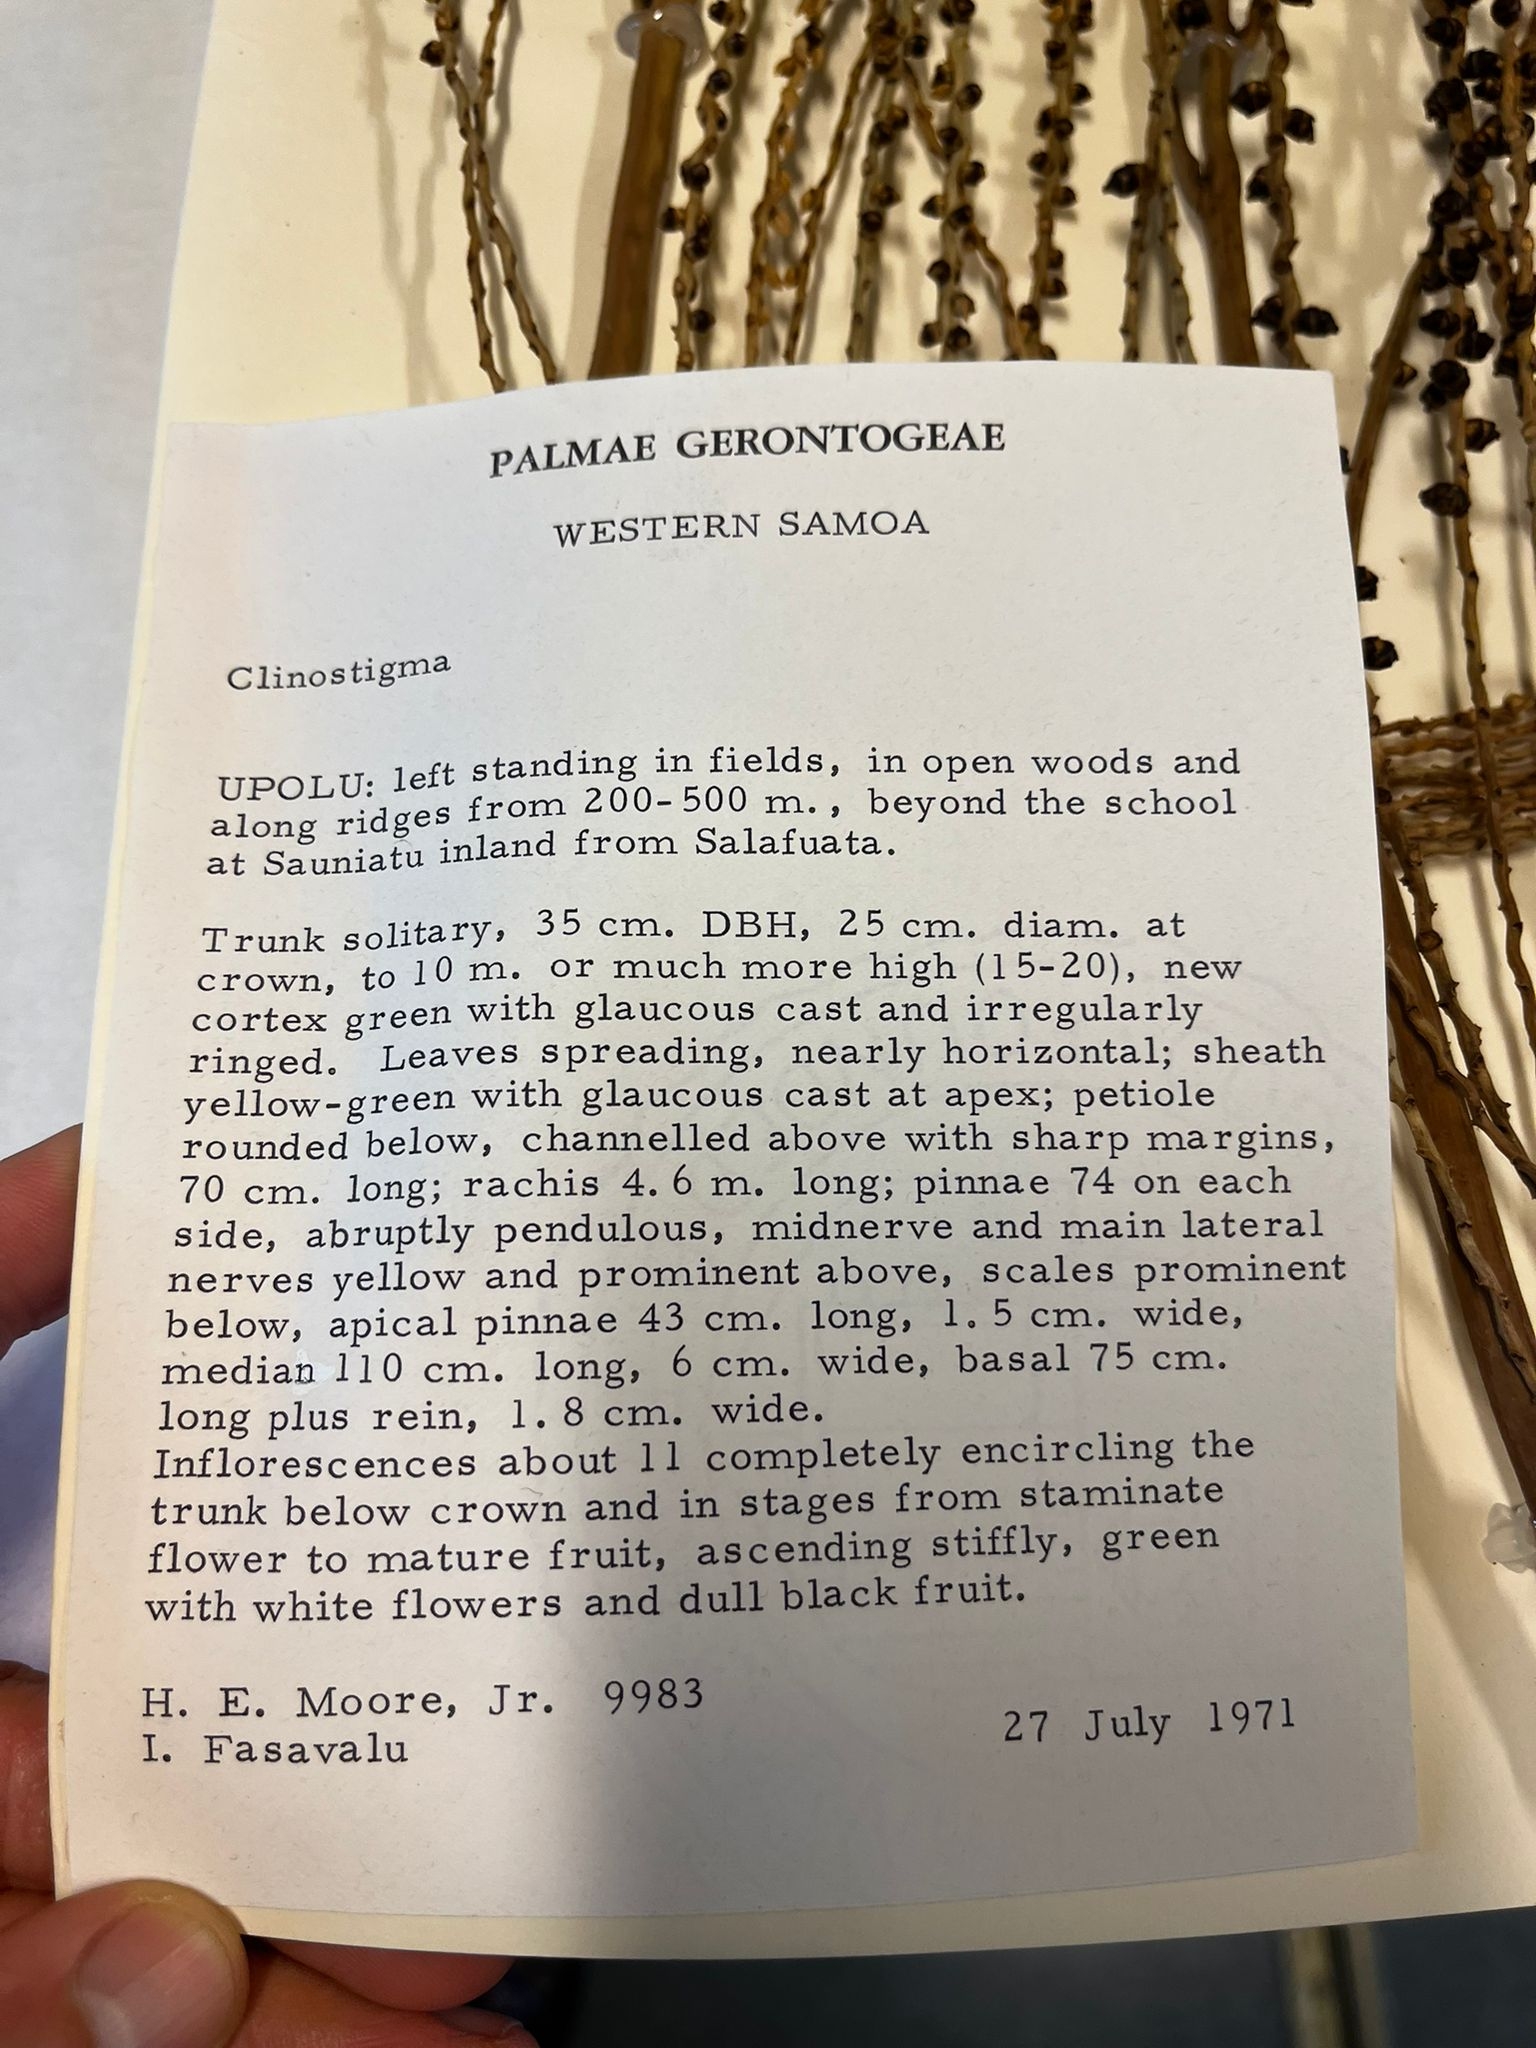 PALMAE GERONTOGEAE
WESTERN SAMOA
Clinostigma
UPOLU: left standing in fields, in open woods and
along ridges from 200-500 m., beyond the school
at Sauniatu inland from Salafuata.
Trunk solitary, 35 cm. DBH, 25 cm. diam. at
crown, to 10 m. or much more high (15-20), new
cortex green with glaucous cast and irregularly
ringed. Leaves spreading, nearly horizontal; sheath
yellow-green with glaucous cast at apex; petiole
rounded below, channelled above with sharp margins,
70 cm. long; rachis 4.6 m. long; pinnae 74 on each
side, abruptly pendulous, midnerve and main lateral
nerves yellow and prominent above, scales prominent
below, apical pinnae 43 cm. long, 1.5 cm. wide,
median 110 cm. long, 6 cm. wide, basal 75 cm.
long plus rein, 1.8 cm. wide.
Inflorescences about 11 completely encircling the
trunk below crown and in stages from staminate
flower to mature fruit, ascending stiffly, green
with white flowers and dull black fruit.
H. E. Moore, Jr. 9983
I. Fasavalu
27 July 1971